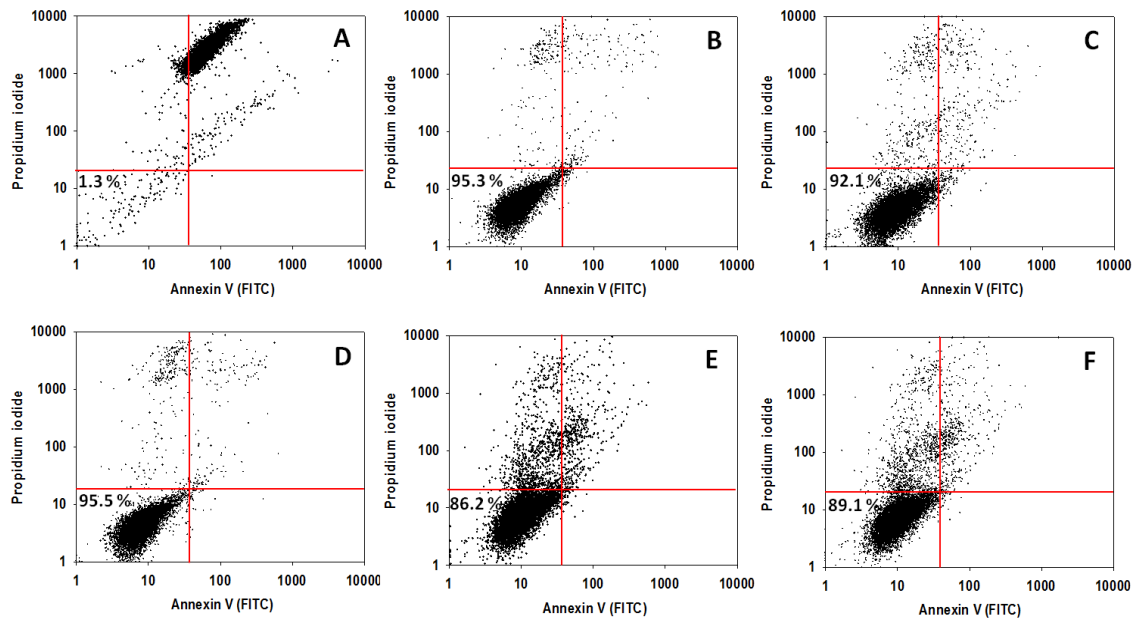 10000 A 10000 B 10000 C
Propidium iodide 1000 Propidium iodide 1000 Propidium iodide 1000
100 100 100
10 1.3 % 10 95.3 % 10 92.1 %
1 1 1
1 10 100 1000 10000 1 10 100 1000 10000 1 10 100 1000 10000
Annexin V (FITC) Annexin V (FITC) Annexin V (FITC)
10000 D 10000 E 10000 F
Propidium iodide 1000 Propidium iodide 1000 Propidium iodide 1000
100 100 100
10 95.5 % 10 86.2 % 10 89.1 %
1 1 1
1 10 100 1000 10000 1 10 100 1000 10000 1 10 100 1000 10000
Annexin V (FITC) Annexin V (FITC) Annexin V (FITC)